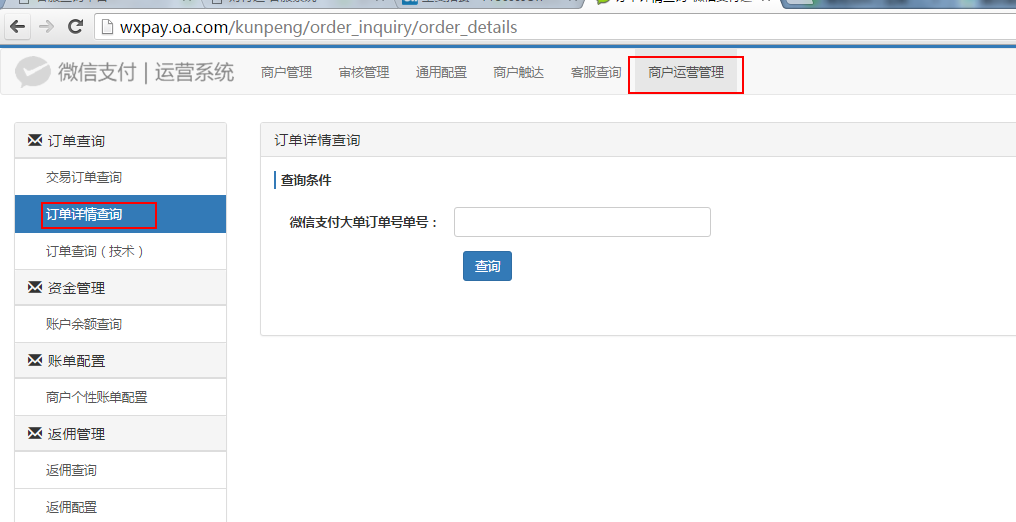 wxpay.oa.com/kunpeng/order_inquiry/order_details
微信支付 | 运营系统 商户管理 审核管理 通用配置 商户触达 客服查询 商户运营管理
订单查询
交易订单查询
订单详情查询
订单查询（技术）
资金管理
账户余额查询
账单配置
商户个性账单配置
返佣管理
返佣查询
返佣配置
订单详情查询
查询条件
微信支付大单订单号单号：
查询